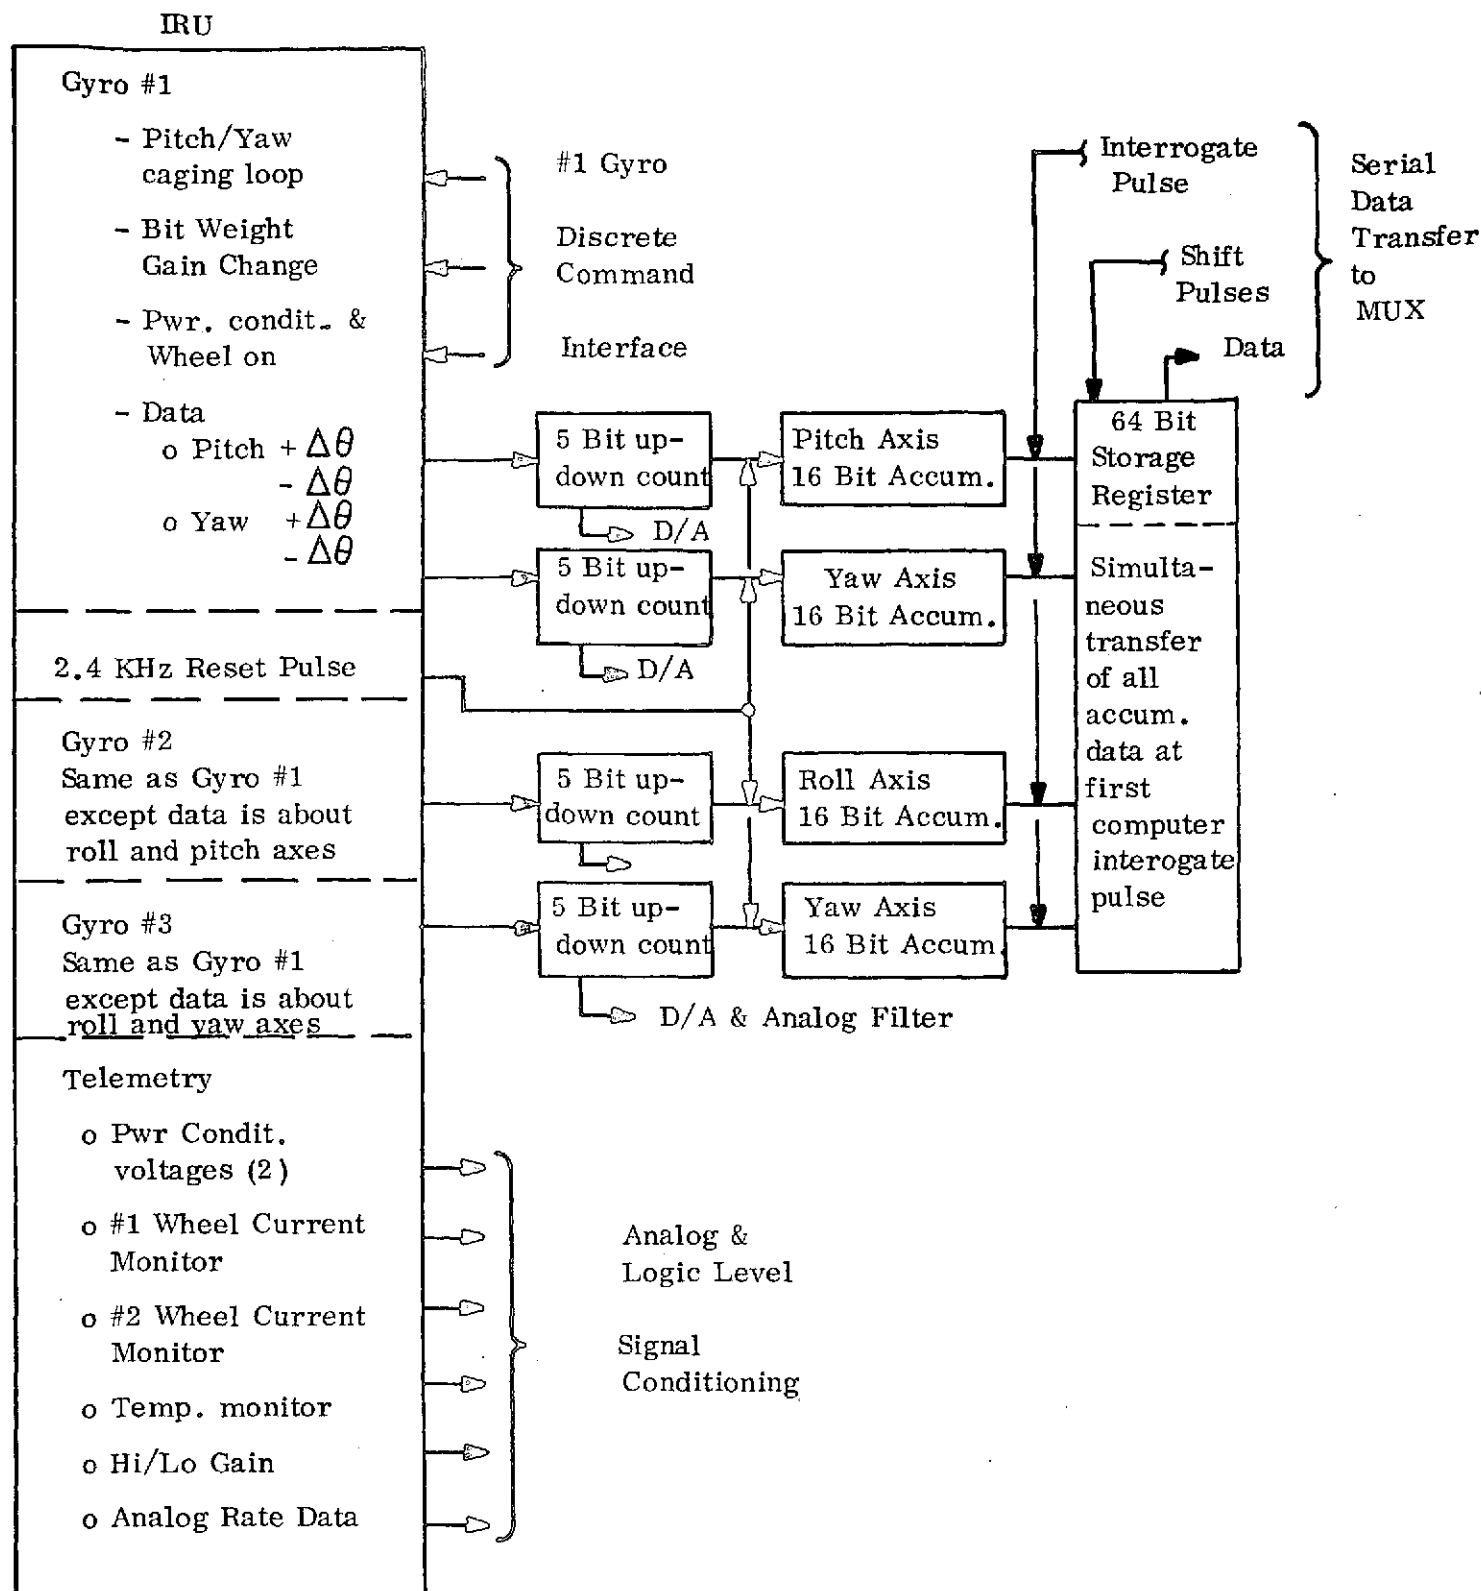 IRU
Gyro #1
- Pitch/Yaw
caging loop
- Bit Weight
Gain Change
- Pwr. condit. &
Wheel on
- Data
o Pitch + Δθ
- Δθ
o Yaw + Δθ
- Δθ
2.4 KHz Reset Pulse
Gyro #2
Same as Gyro #1
except data is about
roll and pitch axes
Gyro #3
Same as Gyro #1
except data is about
roll and yaw axes
Telemetry
o Pwr Condit.
voltages (2)
o #1 Wheel Current
Monitor
o #2 Wheel Current
Monitor
o Temp. monitor
o Hi/Lo Gain
o Analog Rate Data
#1 Gyro
Discrete
Command
Interface
5 Bit up-
down count
D/A
5 Bit up-
down count
D/A
5 Bit up-
down count
5 Bit up-
down count
D/A & Analog Filter
Pitch Axis
16 Bit Accum.
Yaw Axis
16 Bit Accum.
Roll Axis
16 Bit Accum.
Yaw Axis
16 Bit Accum.
Interrogate
Pulse
Shift
Pulses
Data
Serial
Data
Transfer
to
MUX
64 Bit
Storage
Register
Simulta-
neous
transfer
of all
accum.
data at
first
computer
interogate
pulse
Analog &
Logic Level
Signal
Conditioning